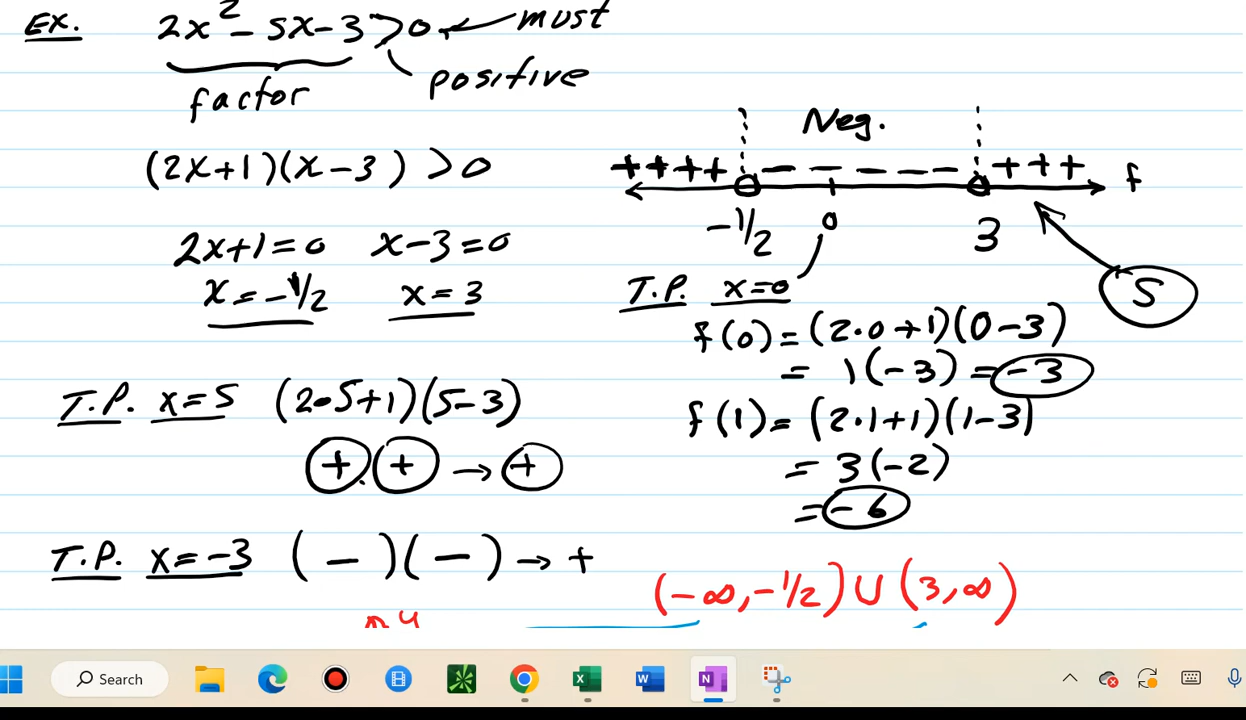 EX. 2x² - 5x - 3 > 0 ← must
positive
factor
(2x+1)(x-3) > 0
2x+1=0 x-3=0
x = -1/2 x = 3
Neg.
++++ - - - - - +++ f
-1/2 0 3
5
T.P. x=0
f(0) = (2·0+1)(0-3)
= 1(-3) = -3
f(1) = (2·1+1)(1-3)
= 3(-2)
= -6
T.P. x=5 (2·5+1)(5-3)
(+)·(+) → (+)
T.P. x=-3 (-)(-) → +
(-∞, -1/2) U (3, ∞)
Search